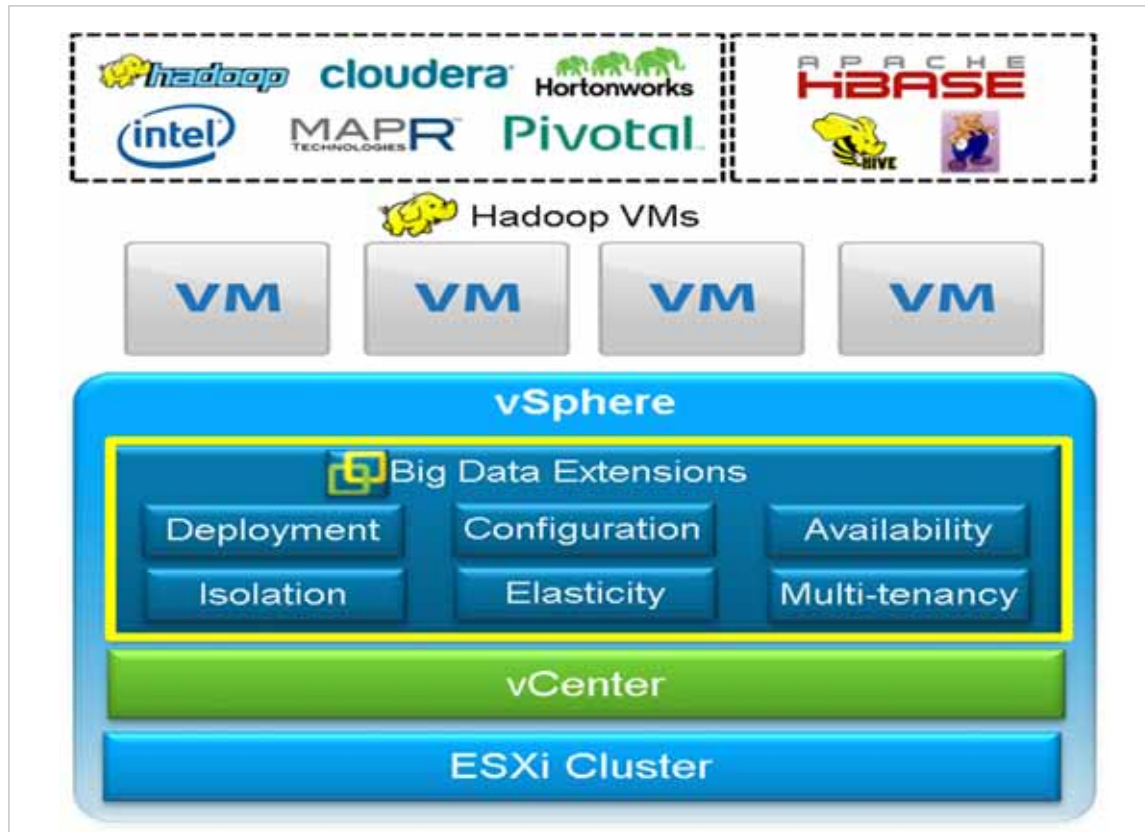 hadoop cloudera Hortonworks
intel MAPR TECHNOLOGIES Pivotal
APACHE
HBASE
HIVE
Hadoop VMs
VM VM VM VM
vSphere
Big Data Extensions
Deployment Configuration Availability
Isolation Elasticity Multi-tenancy
vCenter
ESXi Cluster